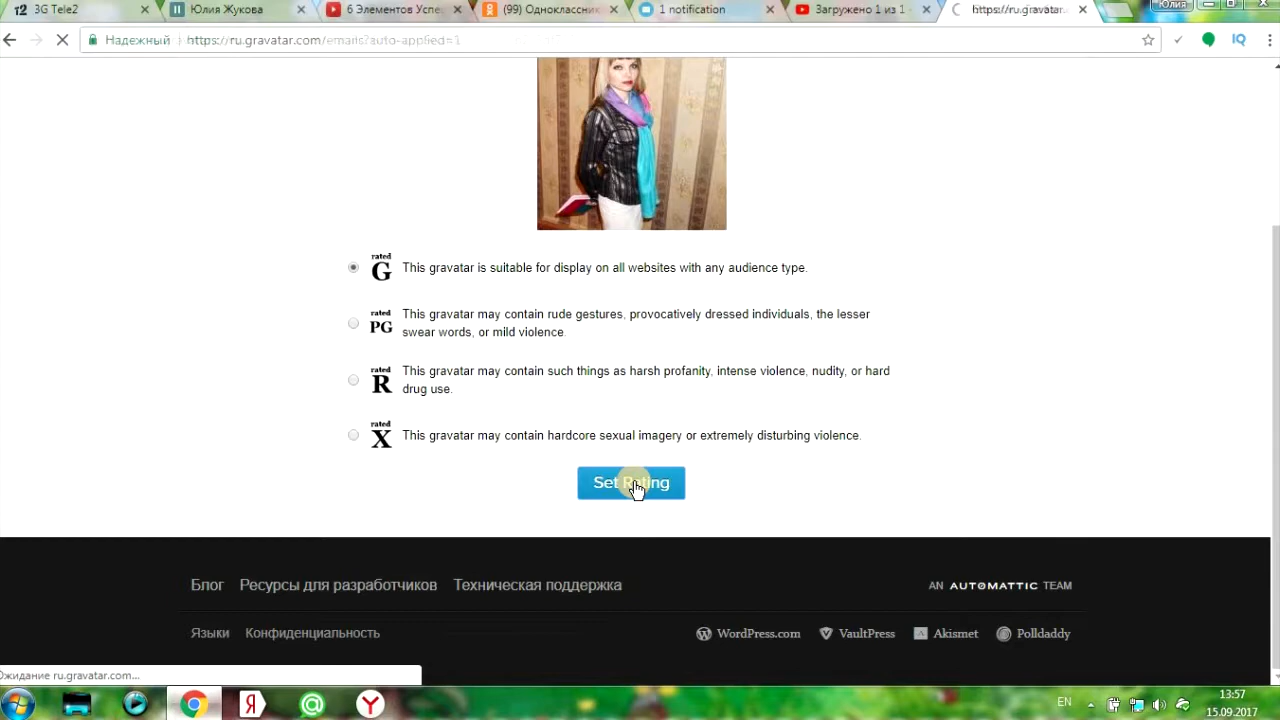 3G Tele2
Юлия Жукова
6 Элементов Успе
(99) Одноклассник
1 notification
Загружено 1 из 1
https://ru.gravatar.
Юлия
Надежный
https://ru.gravatar.com/emails?auto-applied=1
rated
G
This gravatar is suitable for display on all websites with any audience type.
rated
PG
This gravatar may contain rude gestures, provocatively dressed individuals, the lesser
swear words, or mild violence.
rated
R
This gravatar may contain such things as harsh profanity, intense violence, nudity, or hard
drug use.
rated
X
This gravatar may contain hardcore sexual imagery or extremely disturbing violence.
Set Rating
Блог
Ресурсы для разработчиков
Техническая поддержка
AN AUTOMATTIC TEAM
Языки
Конфиденциальность
WordPress.com
VaultPress
Akismet
Polldaddy
Ожидание ru.gravatar.com...
EN
13:57
15.09.2017